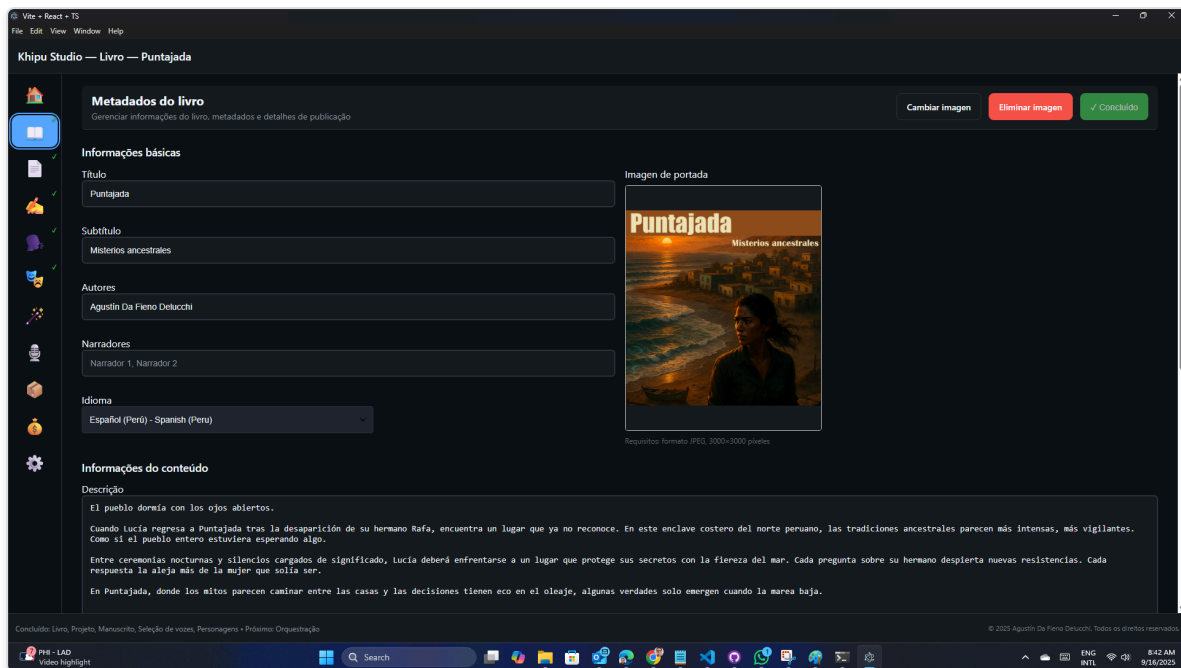 Vite + React + TS
File Edit View Window Help
Khipu Studio — Livro — Puntajada
Metadados do livro
Gerenciar informações do livro, metadados e detalhes de publicação
Cambiar imagen
Eliminar imagen
✓ Concluído
Informações básicas
Título
Puntajada
Subtítulo
Misterios ancestrales
Autores
Agustín Da Fieno Delucchi
Narradores
Narrador 1, Narrador 2
Idioma
Español (Perú) - Spanish (Peru)
Imagen de portada
Puntajada
Misterios ancestrales
Requisitos: formato JPEG, 3000×3000 píxeles
Informações do conteúdo
Descrição
El pueblo dormía con los ojos abiertos.
Cuando Lucía regresa a Puntajada tras la desaparición de su hermano Rafa, encuentra un lugar que ya no reconoce. En este enclave costero del norte peruano, las tradiciones ancestrales parecen más intensas, más vigilantes.
Como si el pueblo entero estuviera esperando algo.
Entre ceremonias nocturnas y silencios cargados de significado, Lucía deberá enfrentarse a un lugar que protege sus secretos con la fiereza del mar. Cada pregunta sobre su hermano despierta nuevas resistencias. Cada
respuesta la aleja más de la mujer que solía ser.
En Puntajada, donde los mitos parecen caminar entre las casas y las decisiones tienen eco en el oleaje, algunas verdades solo emergen cuando la marea baja.
Concluído: Livro, Projeto, Manuscrito, Seleção de vozes, Personagens • Próximo: Orquestração
© 2025 Agustín Da Fieno Delucchi. Todos os direitos reservados.
PHI - LAD
Video highlight
Search
ENG
INTL
8:42 AM
9/16/2025